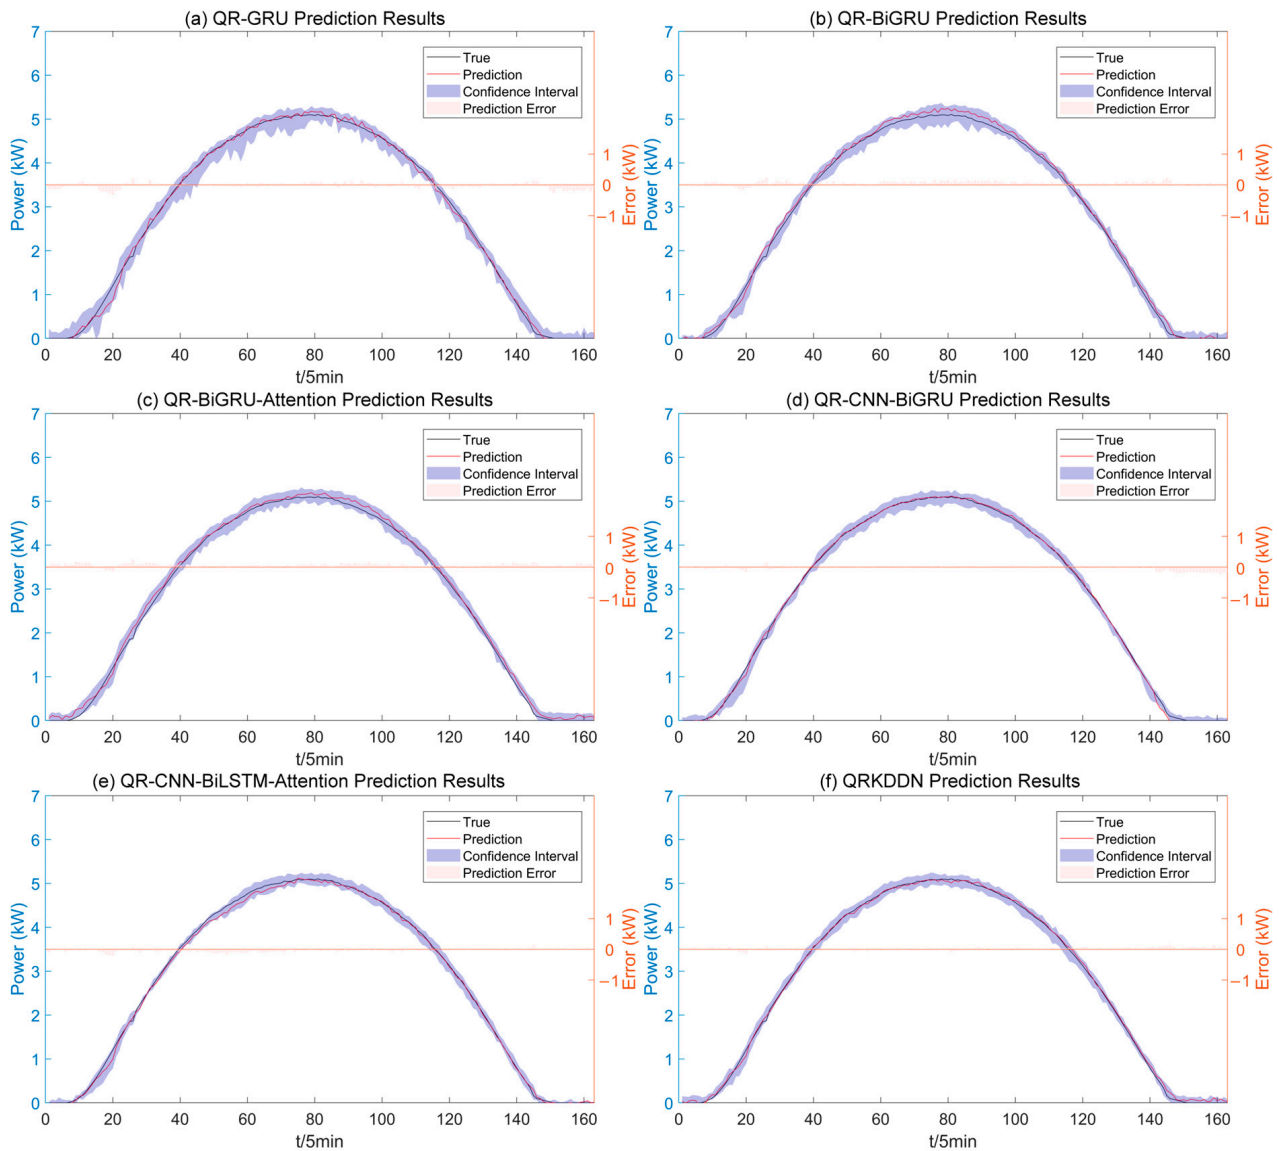 (a) QR-GRU Prediction Results
7
6
5
4
3
2
1
0
Power (kW)
True
Prediction
Confidence Interval
Prediction Error
1
0
−1
Error (kW)
0 20 40 60 80 100 120 140 160
t/5min
(b) QR-BiGRU Prediction Results
7
6
5
4
3
2
1
0
Power (kW)
True
Prediction
Confidence Interval
Prediction Error
1
0
−1
Error (kW)
0 20 40 60 80 100 120 140 160
t/5min
(c) QR-BiGRU-Attention Prediction Results
7
6
5
4
3
2
1
0
Power (kW)
True
Prediction
Confidence Interval
Prediction Error
1
0
−1
Error (kW)
0 20 40 60 80 100 120 140 160
t/5min
(d) QR-CNN-BiGRU Prediction Results
7
6
5
4
3
2
1
0
Power (kW)
True
Prediction
Confidence Interval
Prediction Error
1
0
−1
Error (kW)
0 20 40 60 80 100 120 140 160
t/5min
(e) QR-CNN-BiLSTM-Attention Prediction Results
7
6
5
4
3
2
1
0
Power (kW)
True
Prediction
Confidence Interval
Prediction Error
1
0
−1
Error (kW)
0 20 40 60 80 100 120 140 160
t/5min
(f) QRKDDN Prediction Results
7
6
5
4
3
2
1
0
Power (kW)
True
Prediction
Confidence Interval
Prediction Error
1
0
−1
Error (kW)
0 20 40 60 80 100 120 140 160
t/5min